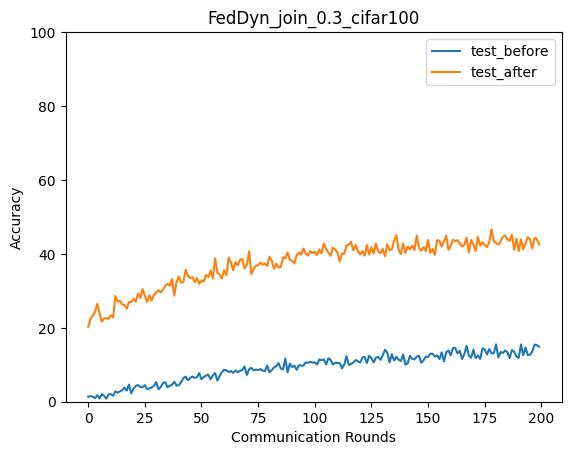 FedDyn_join_0.3_cifar100
test_before
test_after
Accuracy
100
80
60
40
20
0
0 25 50 75 100 125 150 175 200
Communication Rounds